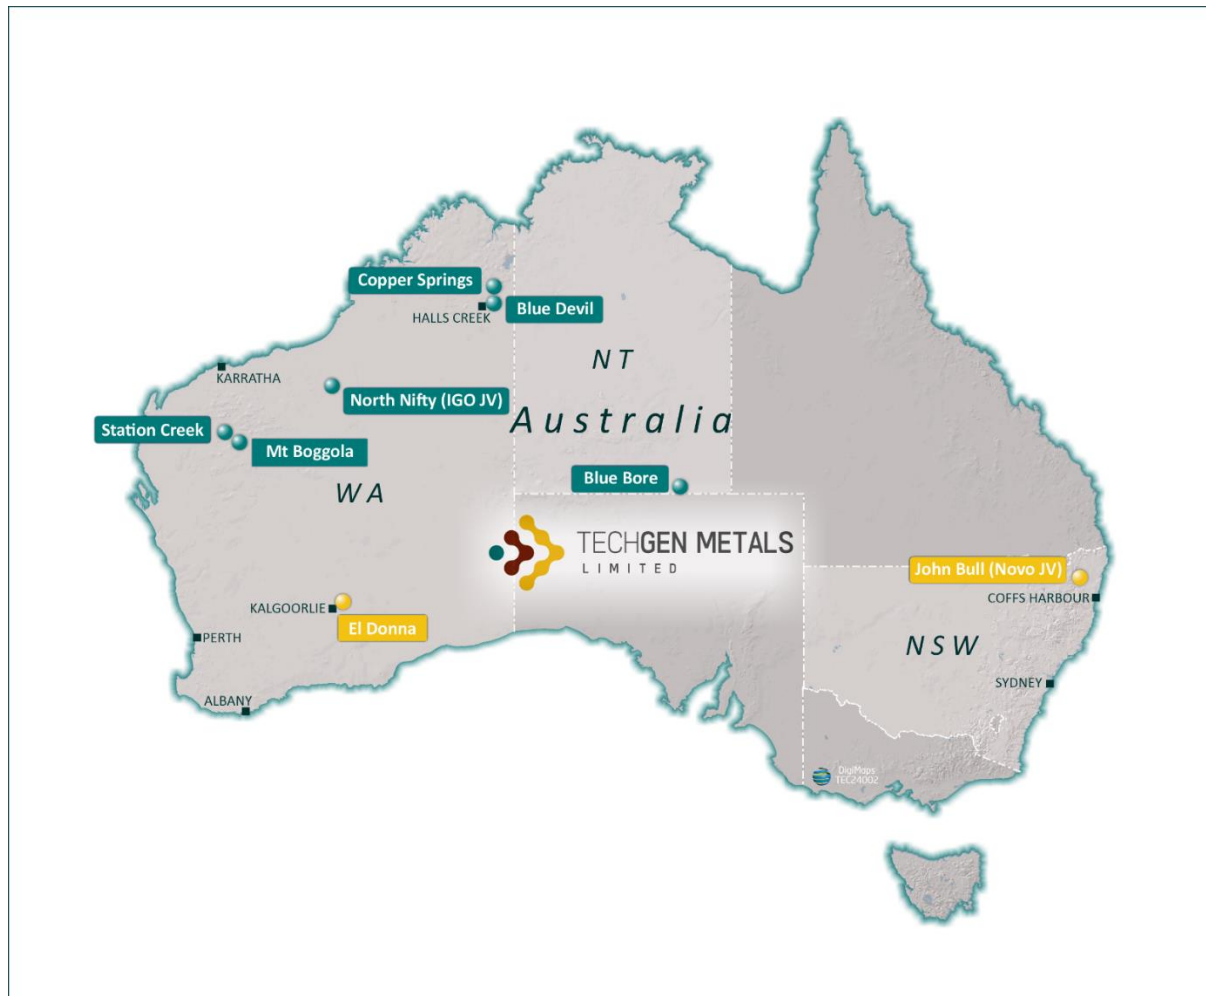 Copper Springs
Blue Devil
HALLS CREEK
NT
KARRATHA
North Nifty (IGO JV)
Australia
Station Creek
Mt Boggola
Blue Bore
WA
TECHGEN METALS
LIMITED
John Bull (Novo JV)
COFFS HARBOUR
KALGOORLIE
El Donna
PERTH
NSW
SYDNEY
ALBANY
DigiMaps
TEC24002